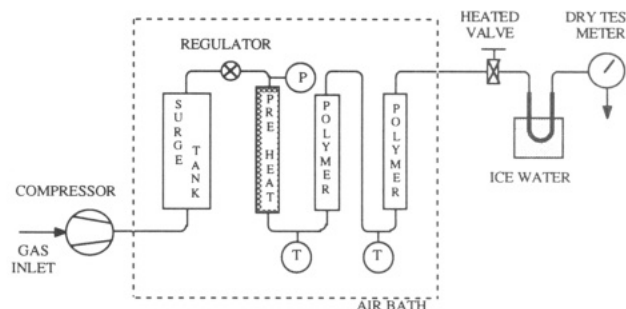 HEATED
VALVE
DRY TES
METER
REGULATOR
P
SURGE
TANK
PRE HEAT
POLYMER
POLYMER
COMPRESSOR
GAS
INLET
T
T
ICE WATER
AIR BATH